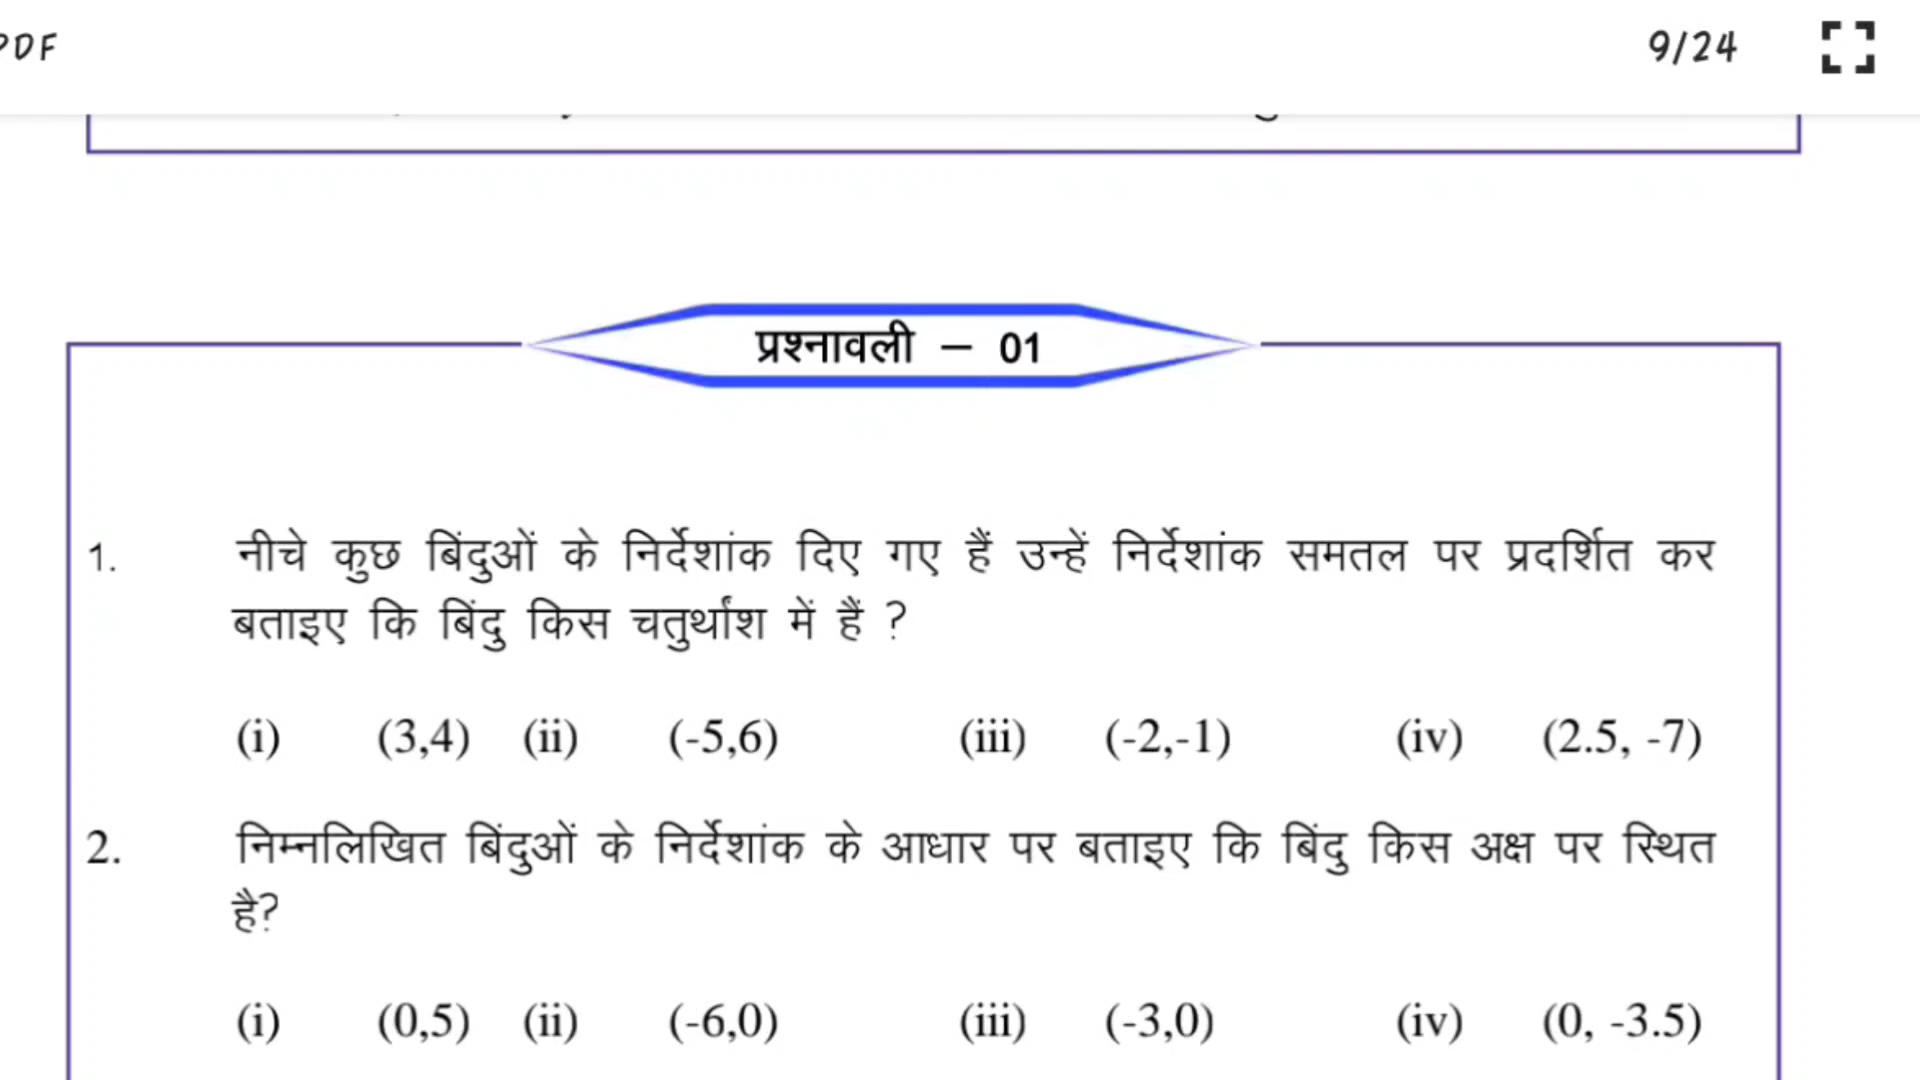 PDF 9/24
प्रश्नावली – 01
1. नीचे कुछ बिंदुओं के निर्देशांक दिए गए हैं उन्हें निर्देशांक समतल पर प्रदर्शित कर
बताइए कि बिंदु किस चतुर्थांश में हैं ?
(i) (3,4) (ii) (-5,6) (iii) (-2,-1) (iv) (2.5, -7)
2. निम्नलिखित बिंदुओं के निर्देशांक के आधार पर बताइए कि बिंदु किस अक्ष पर स्थित
है?
(i) (0,5) (ii) (-6,0) (iii) (-3,0) (iv) (0, -3.5)